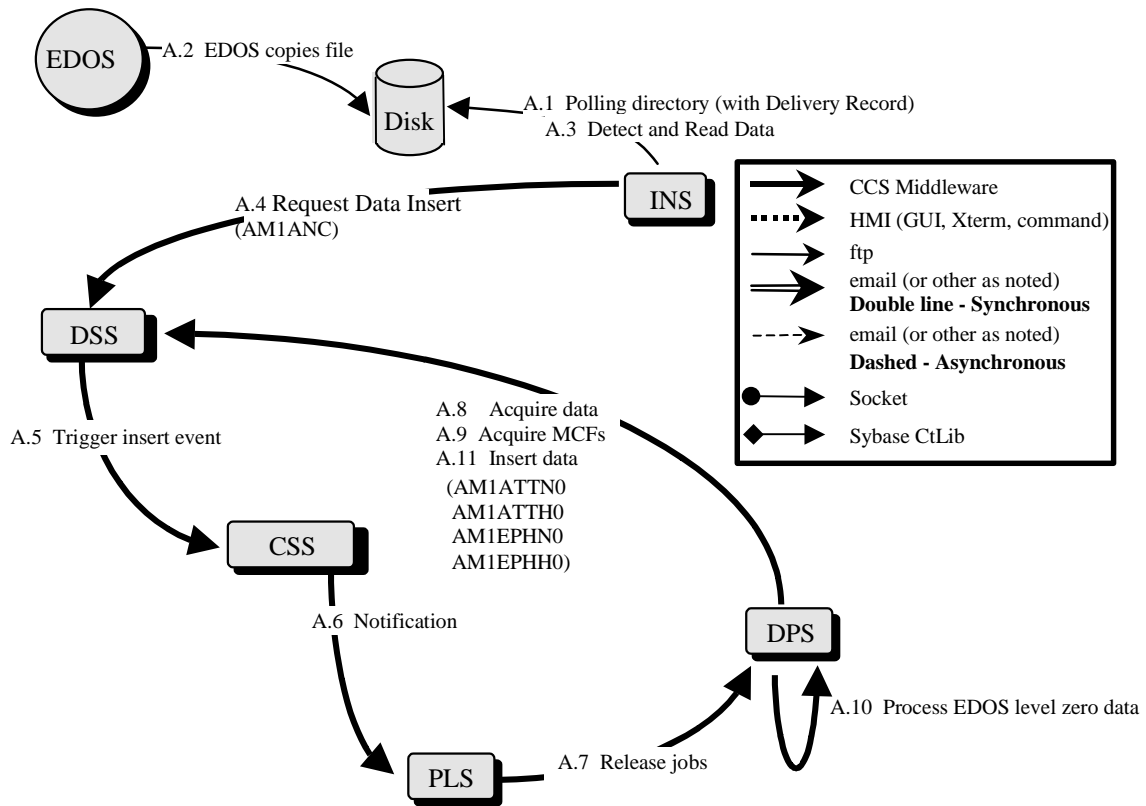 EDOS
A.2 EDOS copies file
Disk
A.1 Polling directory (with Delivery Record)
A.3 Detect and Read Data
INS
A.4 Request Data Insert
(AM1ANC)
CCS Middleware
HMI (GUI, Xterm, command)
ftp
email (or other as noted)
Double line - Synchronous
email (or other as noted)
Dashed - Asynchronous
Socket
Sybase CtLib
DSS
A.5 Trigger insert event
A.8 Acquire data
A.9 Acquire MCFs
A.11 Insert data
(AM1ATTN0
AM1ATTH0
AM1EPHN0
AM1EPHH0)
CSS
A.6 Notification
DPS
A.10 Process EDOS level zero data
PLS
A.7 Release jobs